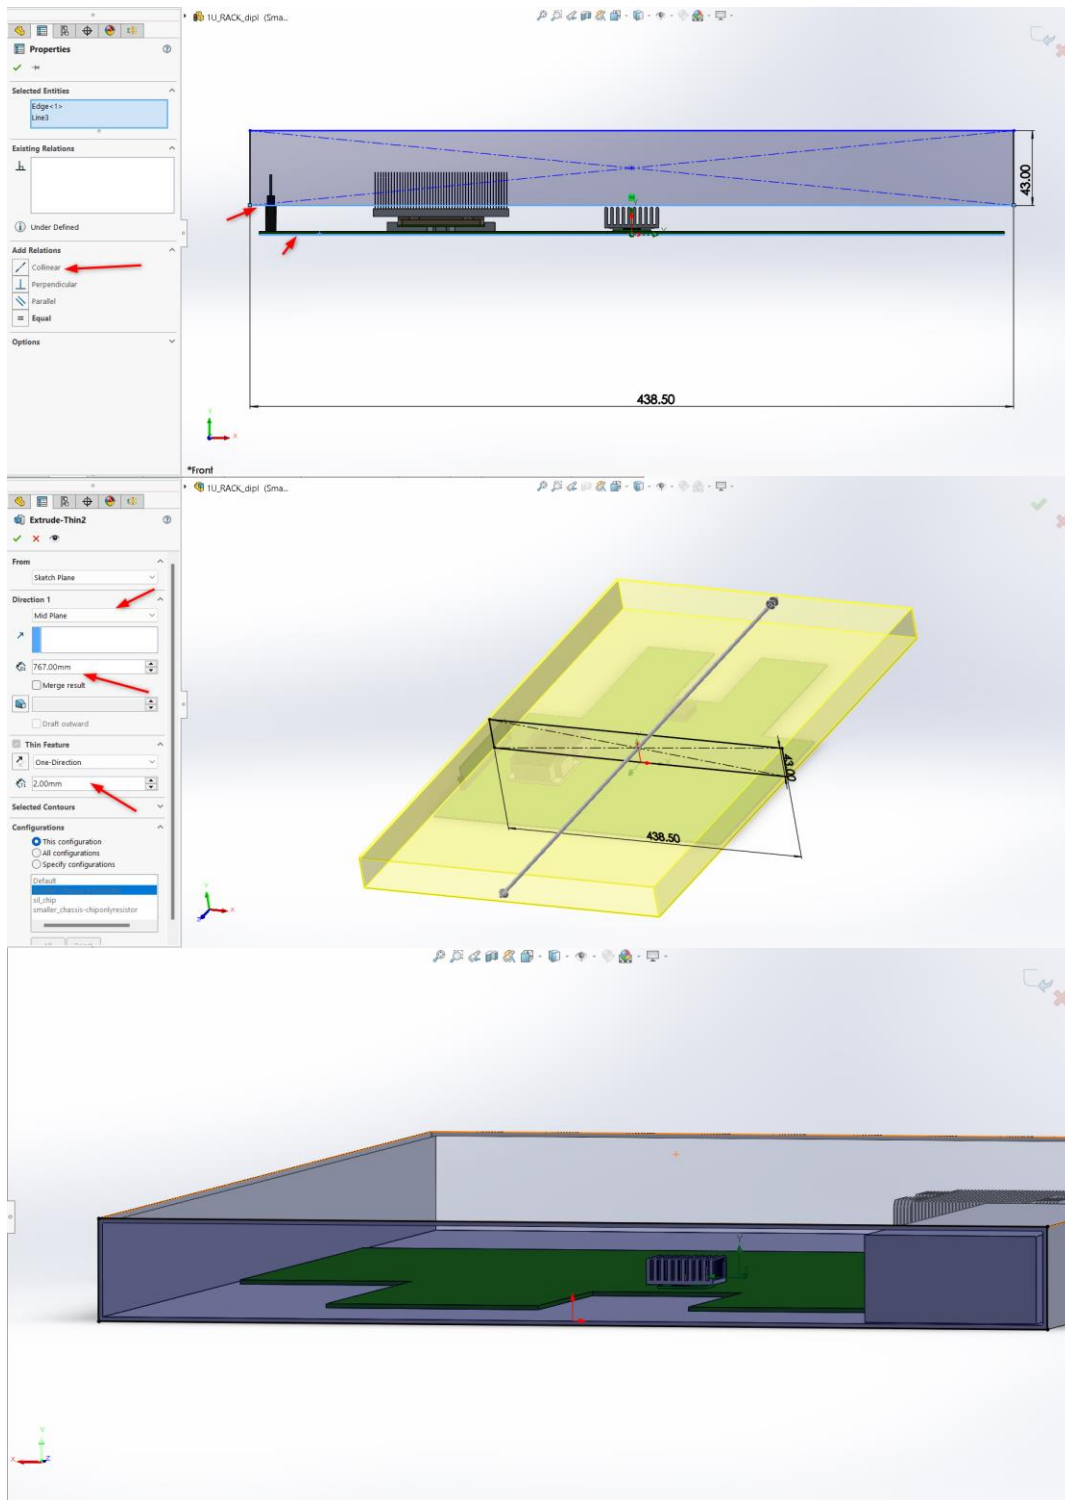 1U_RACK_dipl (Sma...
Properties
Selected Entities
Edge<1>
Line3
Existing Relations
Under Defined
Add Relations
Collinear
Perpendicular
Parallel
Equal
Options
43.00
438.50
Y
X
*Front
1U_RACK_dipl (Sma...
Extrude-Thin2
From
Sketch Plane
Direction 1
Mid Plane
767.00mm
Merge result
Draft outward
Thin Feature
One-Direction
2.00mm
Selected Contours
Configurations
This configuration
All configurations
Specify configurations
Default
sil_chip
smaller_chassis-chiponlyresistor
43.00
438.50
Y
X
Z
Y
Y
X
Z